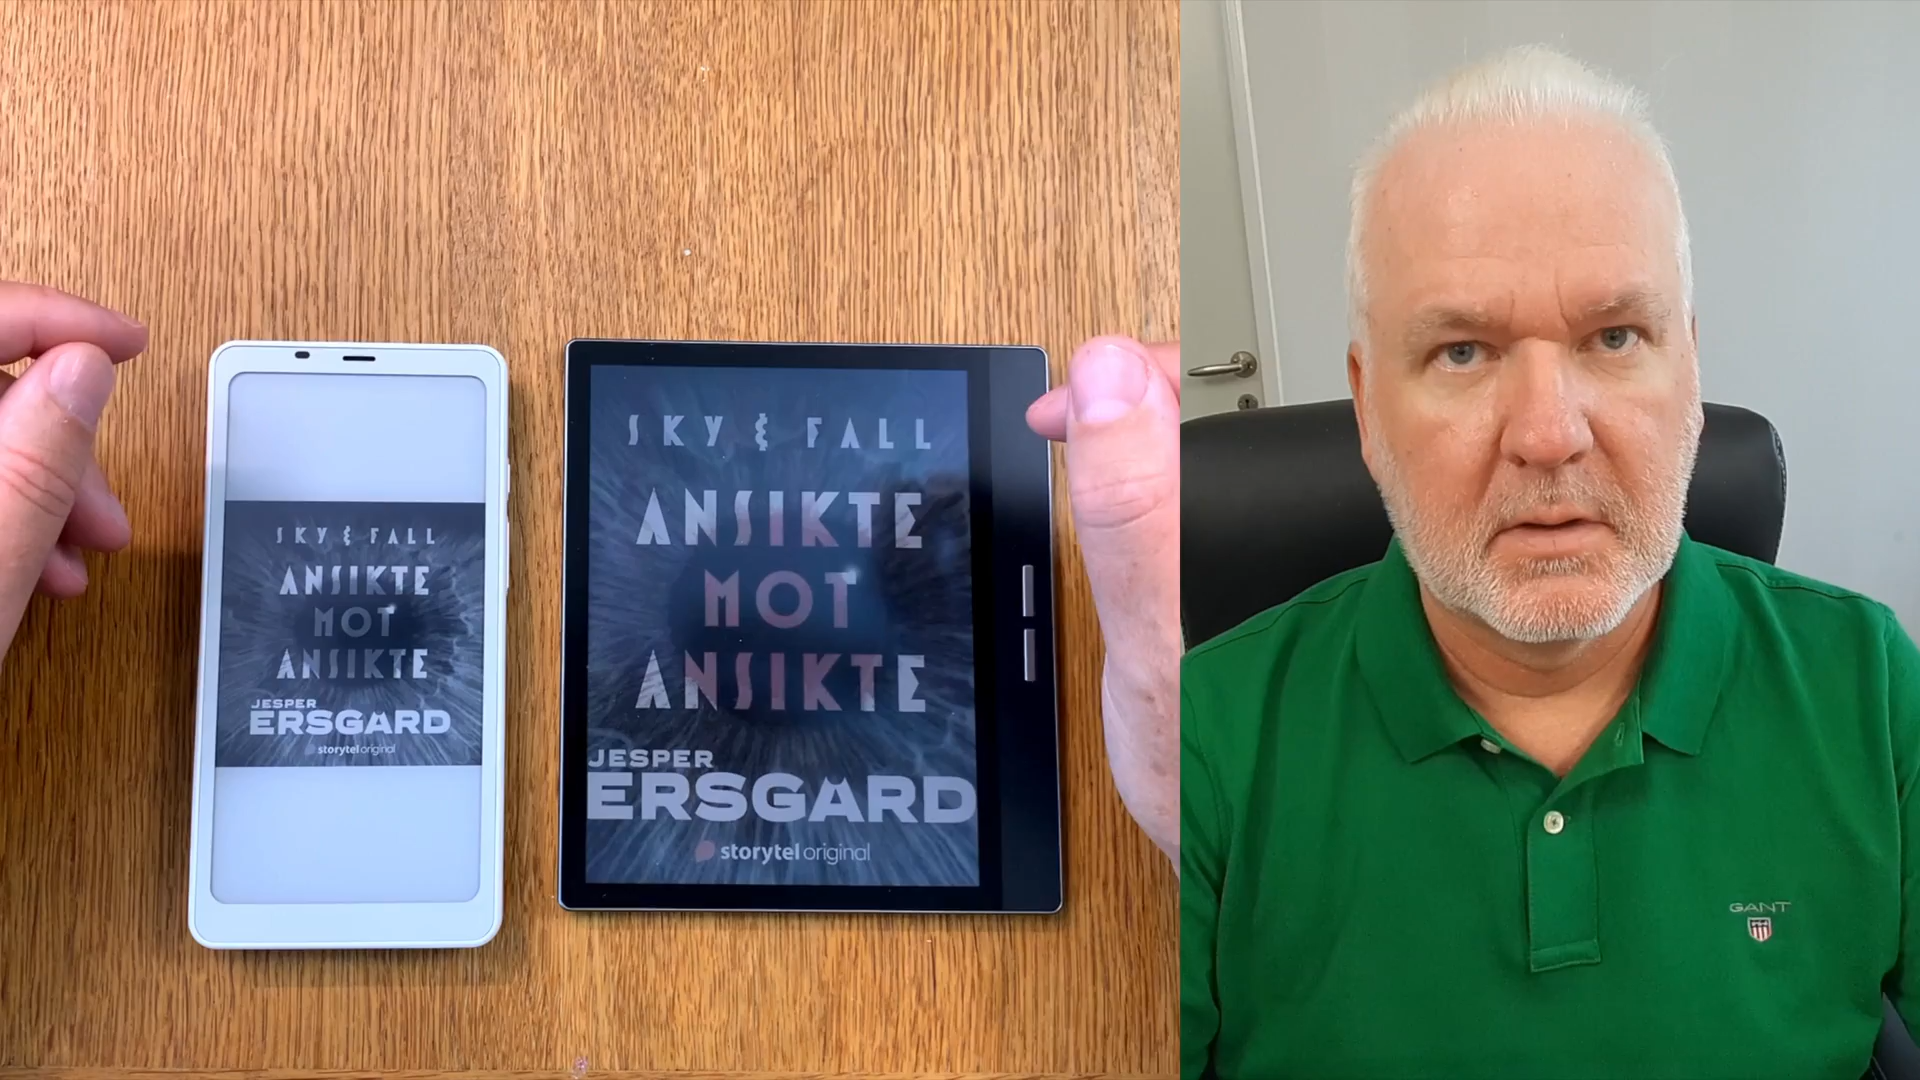 SKY & FALL
ANSIKTE
MOT
ANSIKTE
JESPER
ERSGARD
storytel original
SKY & FALL
ANSIKTE
MOT
ANSIKTE
JESPER
ERSGARD
storytel original
GANT